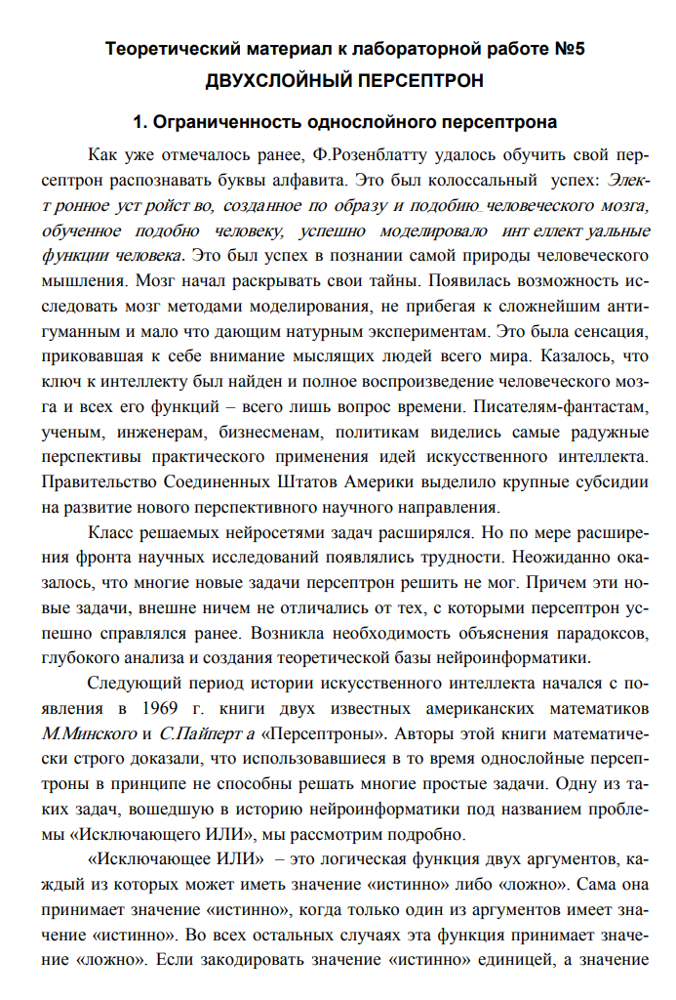 Теоретический материал к лабораторной работе №5
ДВУХСЛОЙНЫЙ ПЕРСЕПТРОН
1. Ограниченность однослойного персептрона
Как уже отмечалось ранее, Ф.Розенблатту удалось обучить свой пер-
септрон распознавать буквы алфавита. Это был колоссальный успех: Элек-
т ронное уст ройст во, созданное по образу и подобию человеческого мозга,
обученное подобно человеку, успешно моделировало инт еллект уальные
функции человека. Это был успех в познании самой природы человеческого
мышления. Мозг начал раскрывать свои тайны. Появилась возможность ис-
следовать мозг методами моделирования, не прибегая к сложнейшим анти-
гуманным и мало что дающим натурным экспериментам. Это была сенсация,
приковавшая к себе внимание мыслящих людей всего мира. Казалось, что
ключ к интеллекту был найден и полное воспроизведение человеческого моз-
га и всех его функций – всего лишь вопрос времени. Писателям-фантастам,
ученым, инженерам, бизнесменам, политикам виделись самые радужные
перспективы практического применения идей искусственного интеллекта.
Правительство Соединенных Штатов Америки выделило крупные субсидии
на развитие нового перспективного научного направления.
Класс решаемых нейросетями задач расширялся. Но по мере расшире-
ния фронта научных исследований появлялись трудности. Неожиданно ока-
залось, что многие новые задачи персептрон решить не мог. Причем эти но-
вые задачи, внешне ничем не отличались от тех, с которыми персептрон ус-
пешно справлялся ранее. Возникла необходимость объяснения парадоксов,
глубокого анализа и создания теоретической базы нейроинформатики.
Следующий период истории искусственного интеллекта начался с по-
явления в 1969 г. книги двух известных американских математиков
М.Минского и С.Пайперт а «Персептроны». Авторы этой книги математиче-
ски строго доказали, что использовавшиеся в то время однослойные персеп-
троны в принципе не способны решать многие простые задачи. Одну из та-
ких задач, вошедшую в историю нейроинформатики под названием пробле-
мы «Исключающего ИЛИ», мы рассмотрим подробно.
«Исключающее ИЛИ» – это логическая функция двух аргументов, ка-
ждый из которых может иметь значение «истинно» либо «ложно». Сама она
принимает значение «истинно», когда только один из аргументов имеет зна-
чение «истинно». Во всех остальных случаях эта функция принимает значе-
ние «ложно». Если закодировать значение «истинно» единицей, а значение